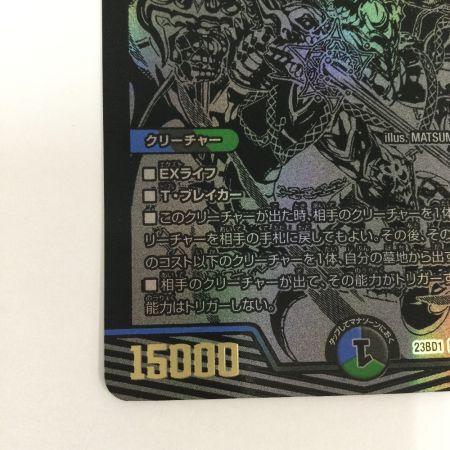 illus. MATSUM
クリーチャー
■EXライフ
■T・ブレイカー
■このクリーチャーが出た時、相手のクリーチャーを1体
リーチャーを相手の手札に戻してもよい。その後、その
のコスト以下のクリーチャーを1体、自分の墓地から出す
■相手のクリーチャーが出て、その能力がトリガーす
能力はトリガーしない。
タップしてマナゾーンにおく
1
15000
23BD1